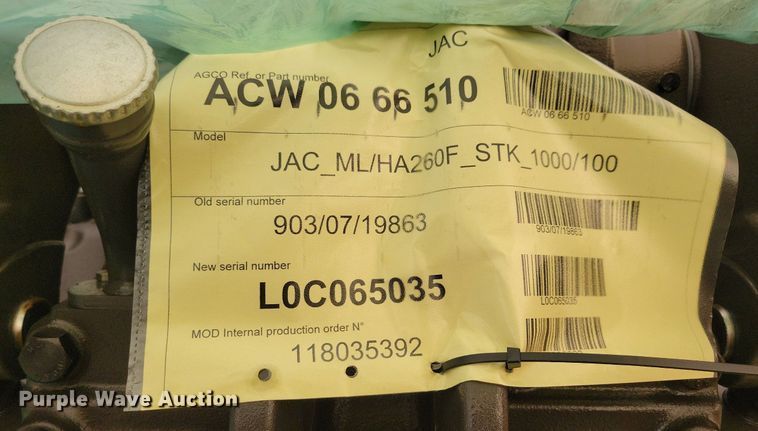 JAC
AGCO Ref. or Part number
ACW 06 66 510
ACW 06 66 510
Model
JAC_ML/HA260F_STK_1000/100
Old serial number
903/07/19863
903/07/19863
New serial number
L0C065035
L0C065035
MOD Internal production order N°
118035392
Purple Wave Auction